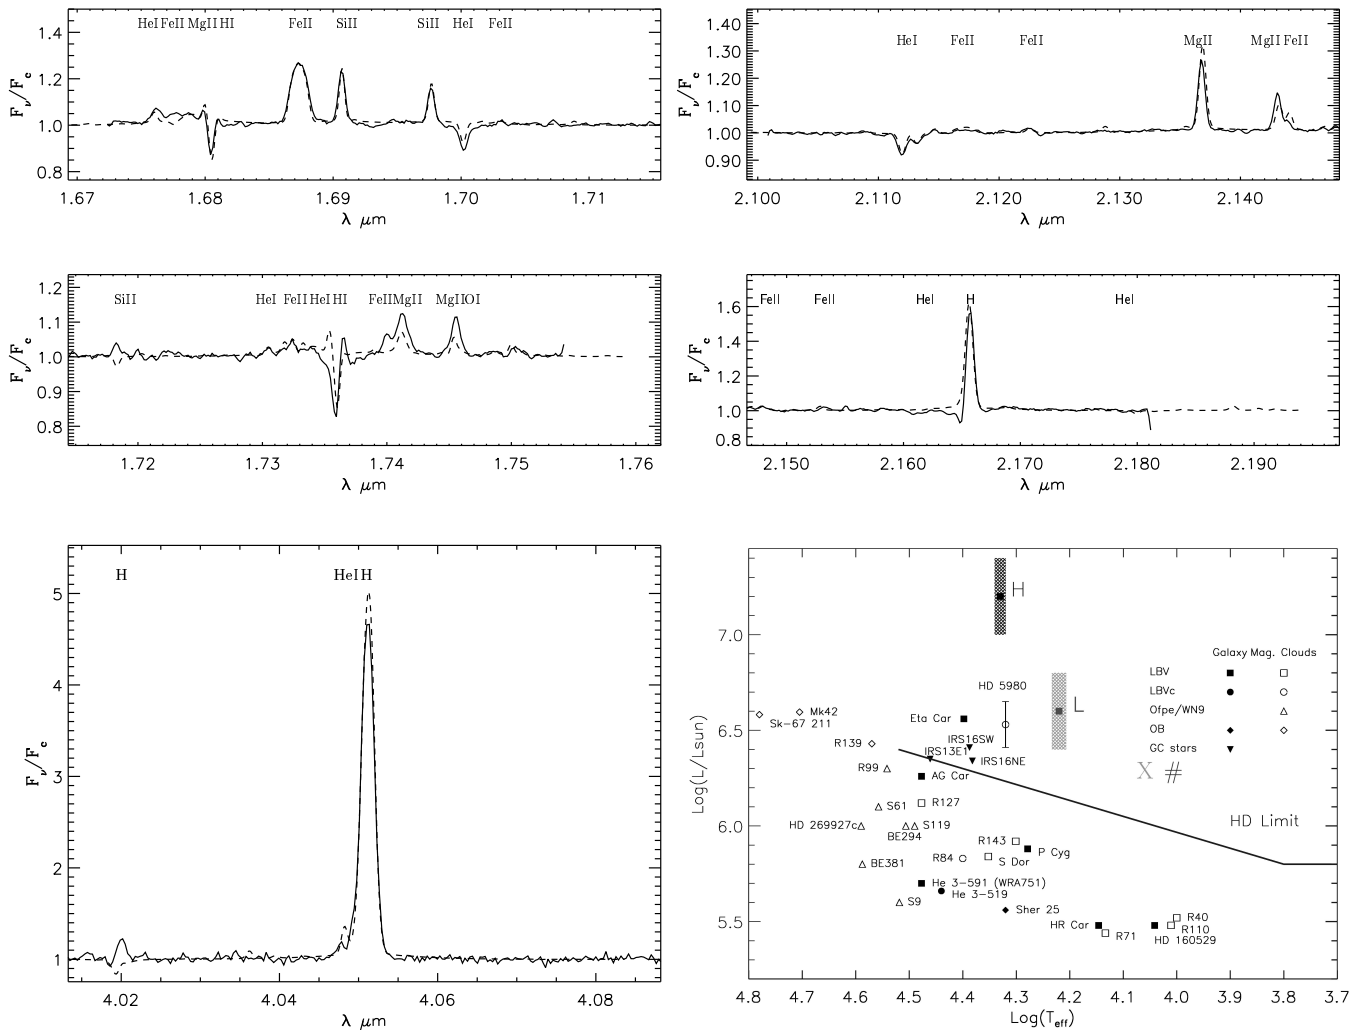 HeI FeII MgII HI FeII SiII SiII HeI FeII
1.4
1.2
1.0
0.8
Fν/Fc
1.67 1.68 1.69 1.70 1.71
λ μm
HeI FeII FeII MgII MgII FeII
1.40
1.30
1.20
1.10
1.00
0.90
Fν/Fc
2.100 2.110 2.120 2.130 2.140
λ μm
SiII HeI FeII HeI HI FeII MgII MgII OI
1.2
1.1
1.0
0.9
0.8
Fν/Fc
1.72 1.73 1.74 1.75 1.76
λ μm
FeII FeII HeI H HeI
1.6
1.4
1.2
1.0
0.8
Fν/Fc
2.150 2.160 2.170 2.180 2.190
λ μm
H HeI H
5
4
3
2
1
Fν/Fc
4.02 4.04 4.06 4.08
λ μm
H
7.0
Galaxy Mag. Clouds
LBV
LBVc
Ofpe/WN9
OB
GC stars
HD 5980
L
Mk42
Sk-67 211
Eta Car
6.5
R139
IRS16SW
IRS13E1
IRS16NE
R99
AG Car
X #
S61
R127
HD Limit
HD 269927c
S119
BE294
6.0
R143
P Cyg
R84
S Dor
BE381
He 3-591 (WRA751)
He 3-519
S9
Sher 25
HR Car
R71
R40
R110
HD 160529
5.5
Log(L/Lsun)
4.8 4.7 4.6 4.5 4.4 4.3 4.2 4.1 4.0 3.9 3.8 3.7
Log(Teff)